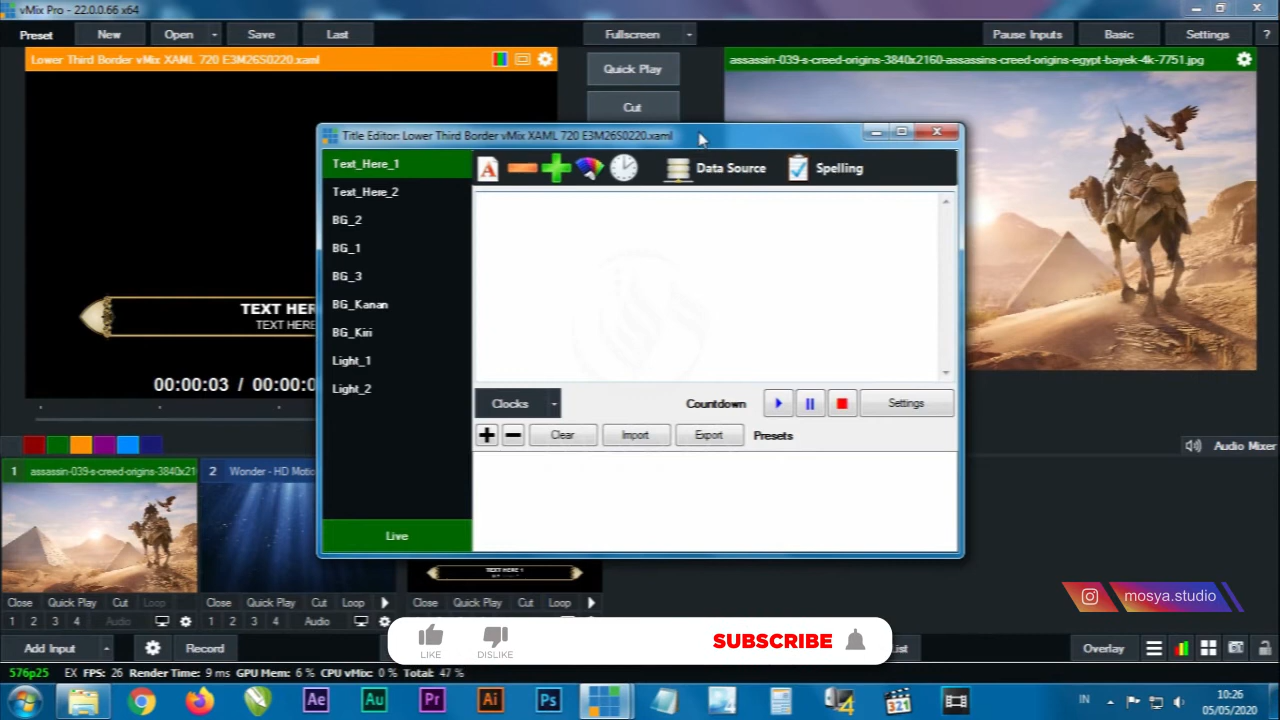 vMix Pro - 22.0.0.66 x64
Preset New Open Save Last Fullscreen Pause Inputs Basic Settings ?
Lower Third Border vMix XAML 720 E3M26S0220.xaml
Quick Play
Cut
assassin-039-s-creed-origins-3840x2160-assassins-creed-origins-egypt-bayek-4k-7751.jpg
Title Editor: Lower Third Border vMix XAML 720 E3M26S0220.xaml
Text_Here_1
Text_Here_2
BG_2
BG_1
BG_3
BG_Kanan
BG_Kiri
Light_1
Light_2
Live
Data Source Spelling
Clocks Countdown Settings
Clear Import Export Presets
TEXT HER
TEXT HERE
00:00:03 / 00:00:0
Audio Mixer
1 assassin-039-s-creed-origins-3840x21
2 Wonder - HD Motio
TEXT HERE 1
Close Quick Play Cut Loop
Close Quick Play Cut Loop
Close Quick Play Cut Loop
1 2 3 4 Audio
1 2 3 4 Audio
mosya.studio
LIKE DISLIKE SUBSCRIBE
Add Input Record ist Overlay
576p25 EX FPS: 26 Render Time: 9 ms GPU Mem: 6 % CPU vMix: 0 % Total: 47 %
Ae Au Pr Ai Ps 4 4 321
IN 10:26
05/05/2020